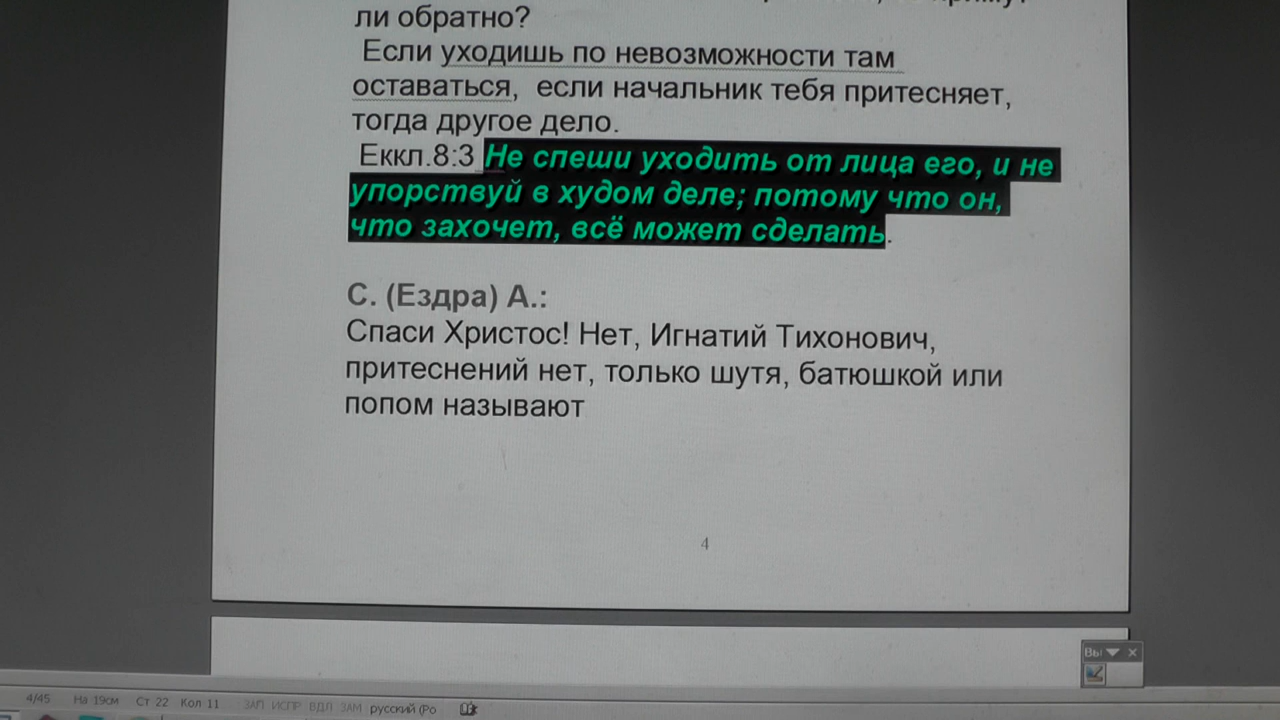 ли обратно?
Если уходишь по невозможности там
оставаться, если начальник тебя притесняет,
тогда другое дело.
Еккл.8:3 Не спеши уходить от лица его, и не
упорствуй в худом деле; потому что он,
что захочет, всё может сделать.
С. (Ездра) А.:
Спаси Христос! Нет, Игнатий Тихонович,
притеснений нет, только шутя, батюшкой или
попом называют
4
Вы
4/45 На 19см Ст 22 Кол 11 ЗАП ИСПР ВДЛ ЗАМ русский (Ро